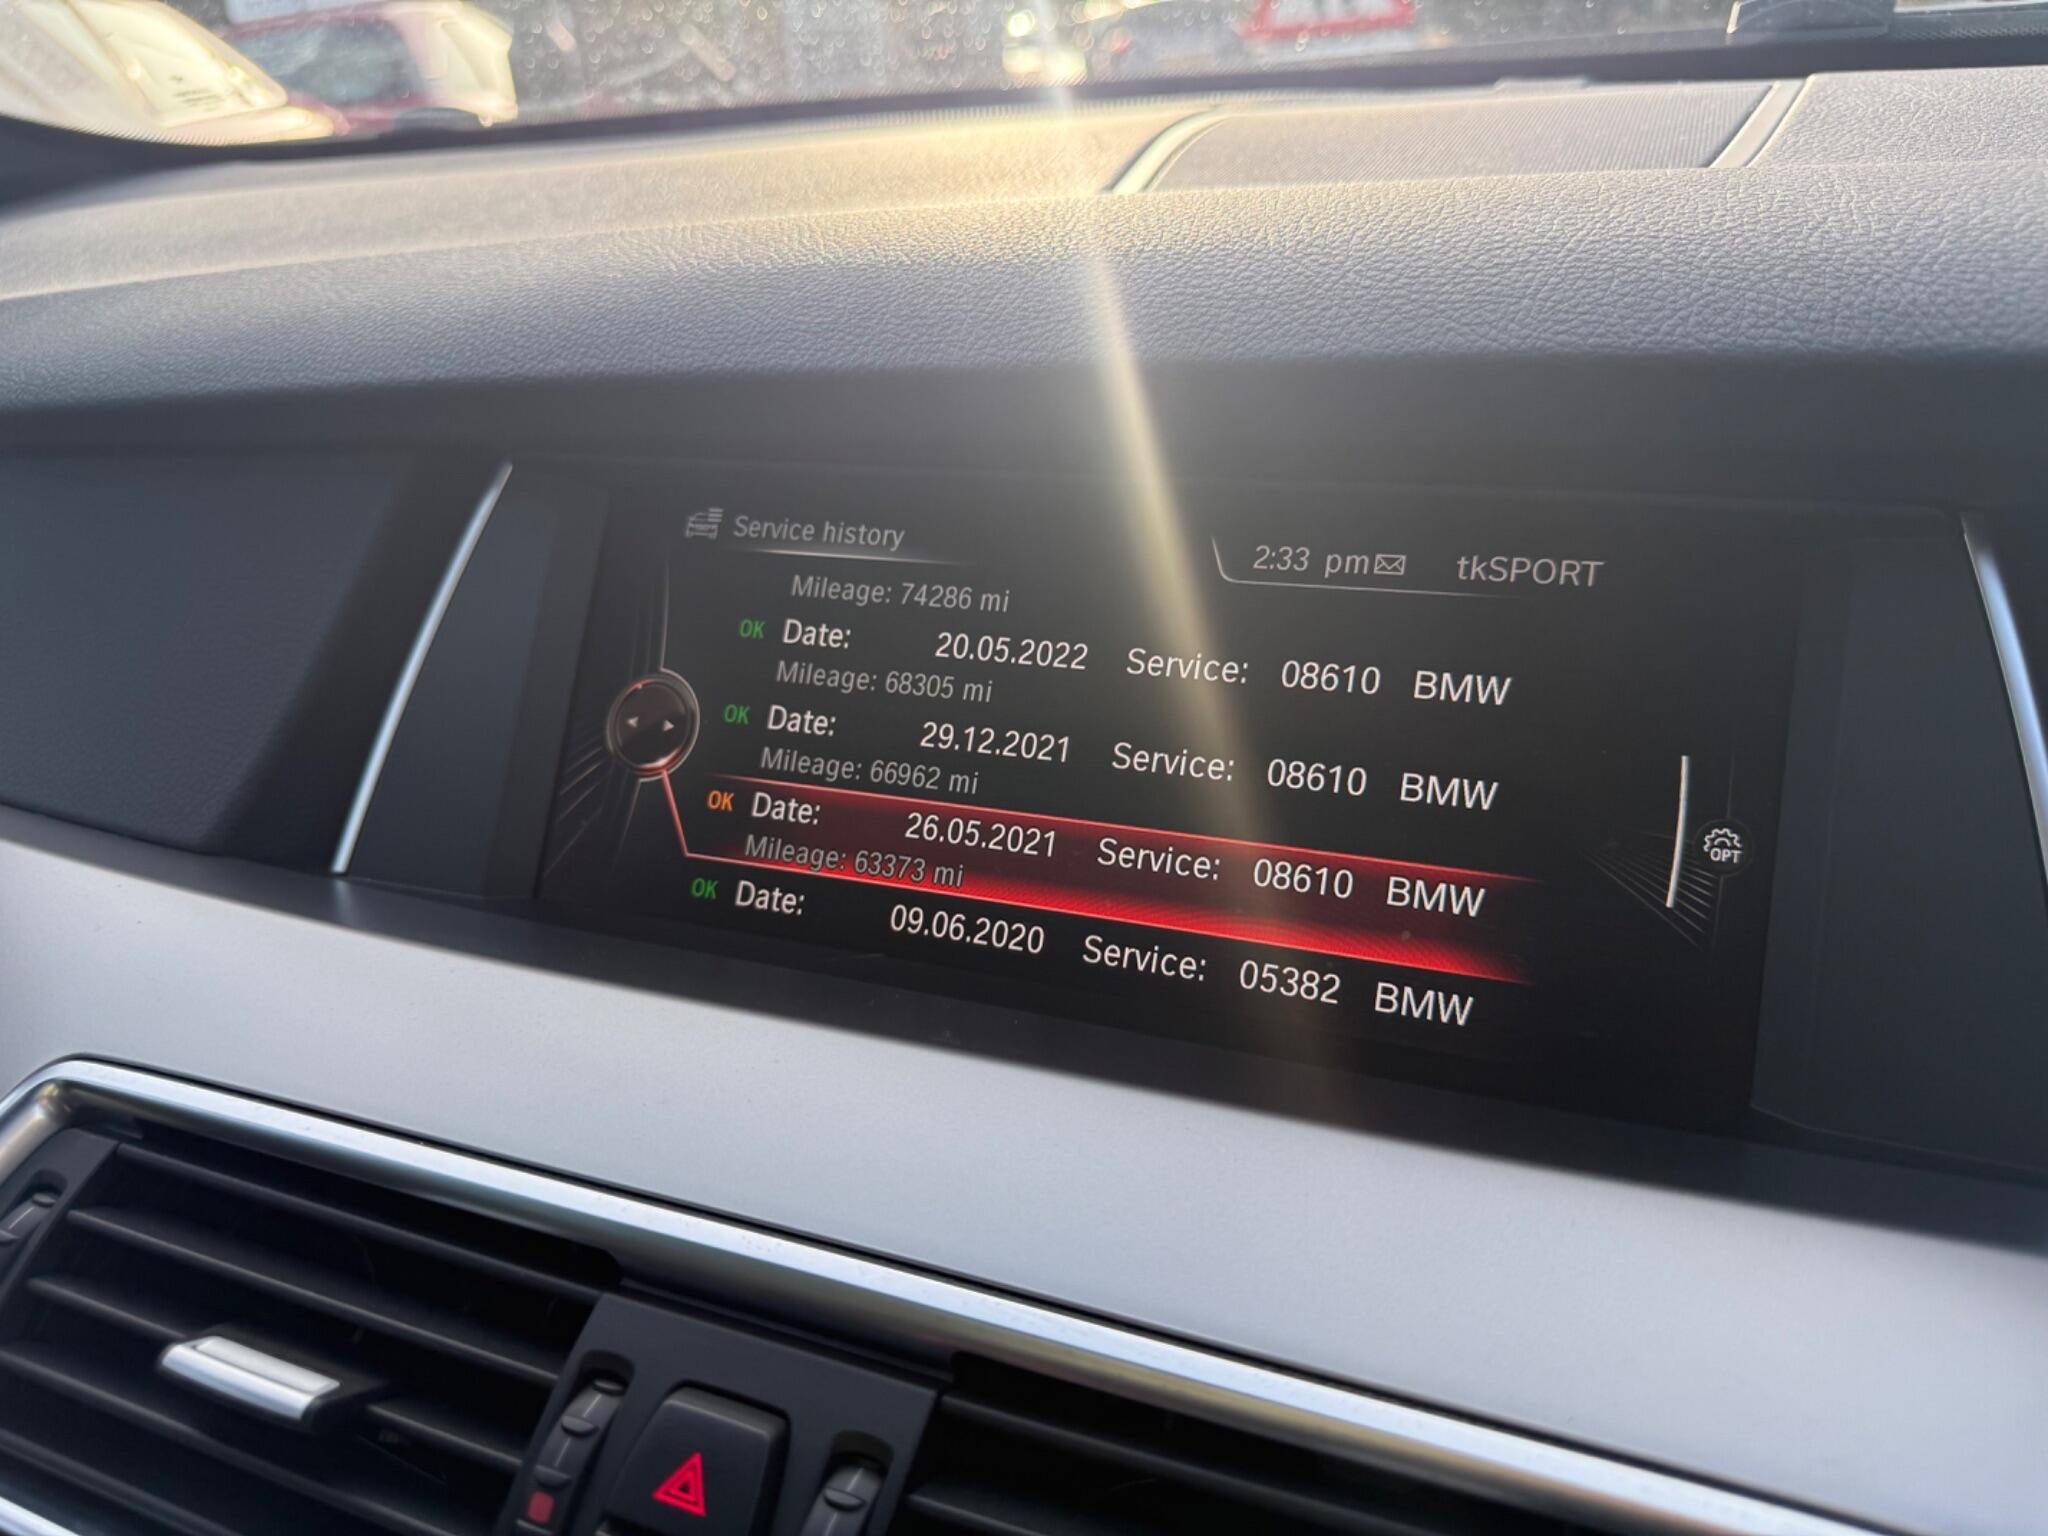 Service history
2:33 pm tkSPORT
Mileage: 74286 mi
OK Date: 20.05.2022 Service: 08610 BMW
Mileage: 68305 mi
OK Date: 29.12.2021 Service: 08610 BMW
Mileage: 66962 mi
OK Date: 26.05.2021 Service: 08610 BMW
Mileage: 63373 mi
OK Date: 09.06.2020 Service: 05382 BMW
OPT